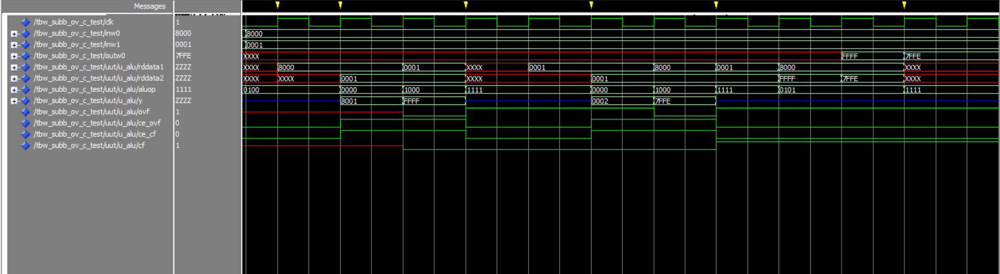 Messages
/tbw_subb_ov_c_test/clk 1
/tbw_subb_ov_c_test/inw0 8000 8000
/tbw_subb_ov_c_test/inw1 0001 0001
/tbw_subb_ov_c_test/outw0 7FFE XXXX FFFF 7FFE
/tbw_subb_ov_c_test/uut/u_alu/rddata1 ZZZZ XXXX 8000 0001 XXXX 0001 8000 0001 8000 XXXX
/tbw_subb_ov_c_test/uut/u_alu/rddata2 ZZZZ XXXX XXXX 0001 XXXX 0001 FFFF 7FFE XXXX
/tbw_subb_ov_c_test/uut/u_alu/aluop 1111 0100 0000 1000 1111 0000 1000 1111 0101 1111
/tbw_subb_ov_c_test/uut/u_alu/y ZZZZ 8001 FFFF 0002 7FFE
/tbw_subb_ov_c_test/uut/u_alu/ovf 1
/tbw_subb_ov_c_test/uut/u_alu/ce_ovf 0
/tbw_subb_ov_c_test/uut/u_alu/ce_cf 0
/tbw_subb_ov_c_test/uut/u_alu/cf 1